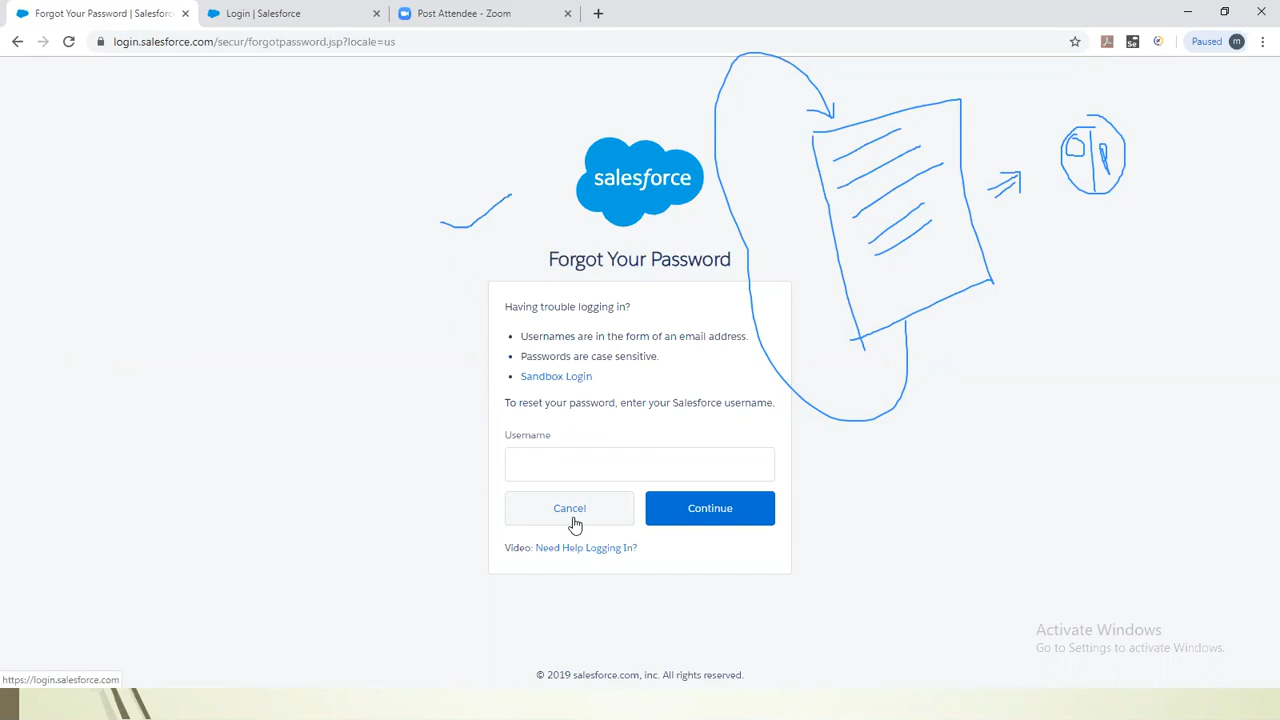 Forgot Your Password | Salesforc
Login | Salesforce
Post Attendee - Zoom
login.salesforce.com/secur/forgotpassword.jsp?locale=us
Se
Paused
m
salesforce
Forgot Your Password
Having trouble logging in?
Usernames are in the form of an email address.
Passwords are case sensitive.
Sandbox Login
To reset your password, enter your Salesforce username.
Username
Cancel
Continue
Video: Need Help Logging In?
Activate Windows
Go to Settings to activate Windows.
© 2019 salesforce.com, inc. All rights reserved.
https://login.salesforce.com